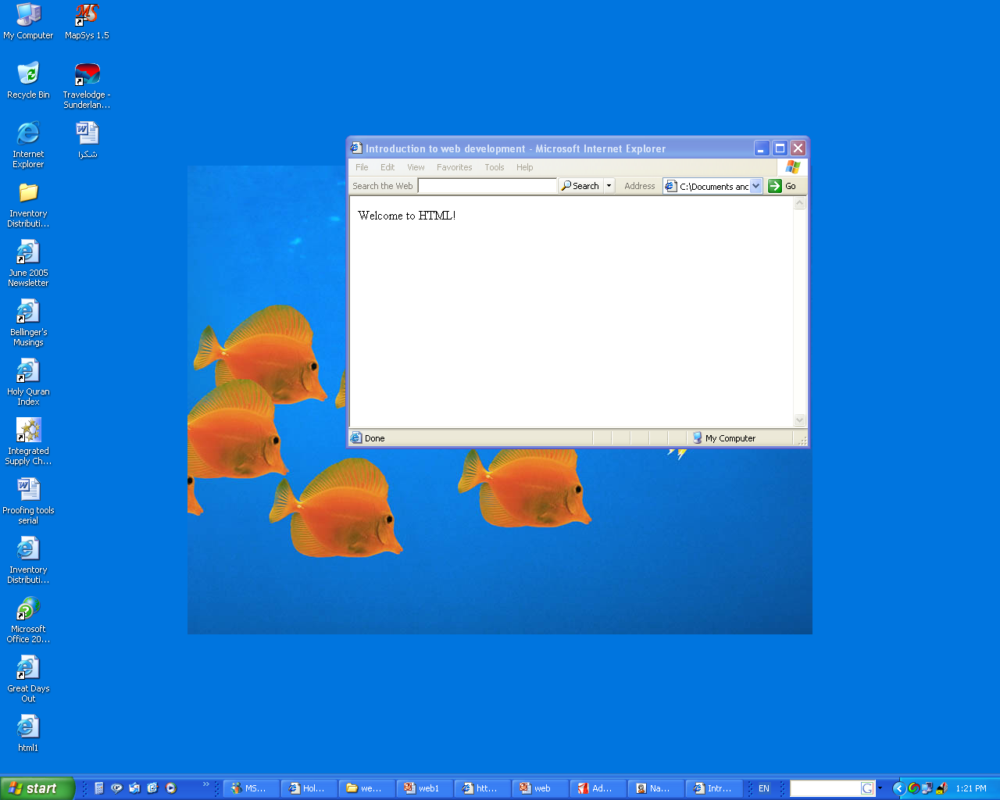 My Computer
MapSys 1.5
Recycle Bin
Travelodge -
Sunderlan...
Internet
Explorer
شكرا
Inventory
Distributi...
June 2005
Newsletter
Bellinger's
Musings
Holy Quran
Index
Integrated
Supply Ch...
Proofing tools
serial
Inventory
Distributi...
Microsoft
Office 20...
Great Days
Out
html1
Introduction to web development - Microsoft Internet Explorer
File Edit View Favorites Tools Help
Search the Web Search Address C:\Documents anc Go
Welcome to HTML!
Done My Computer
start MS... Hol... we... web1 htt... web Ad... Na... Intr... EN 1:21 PM